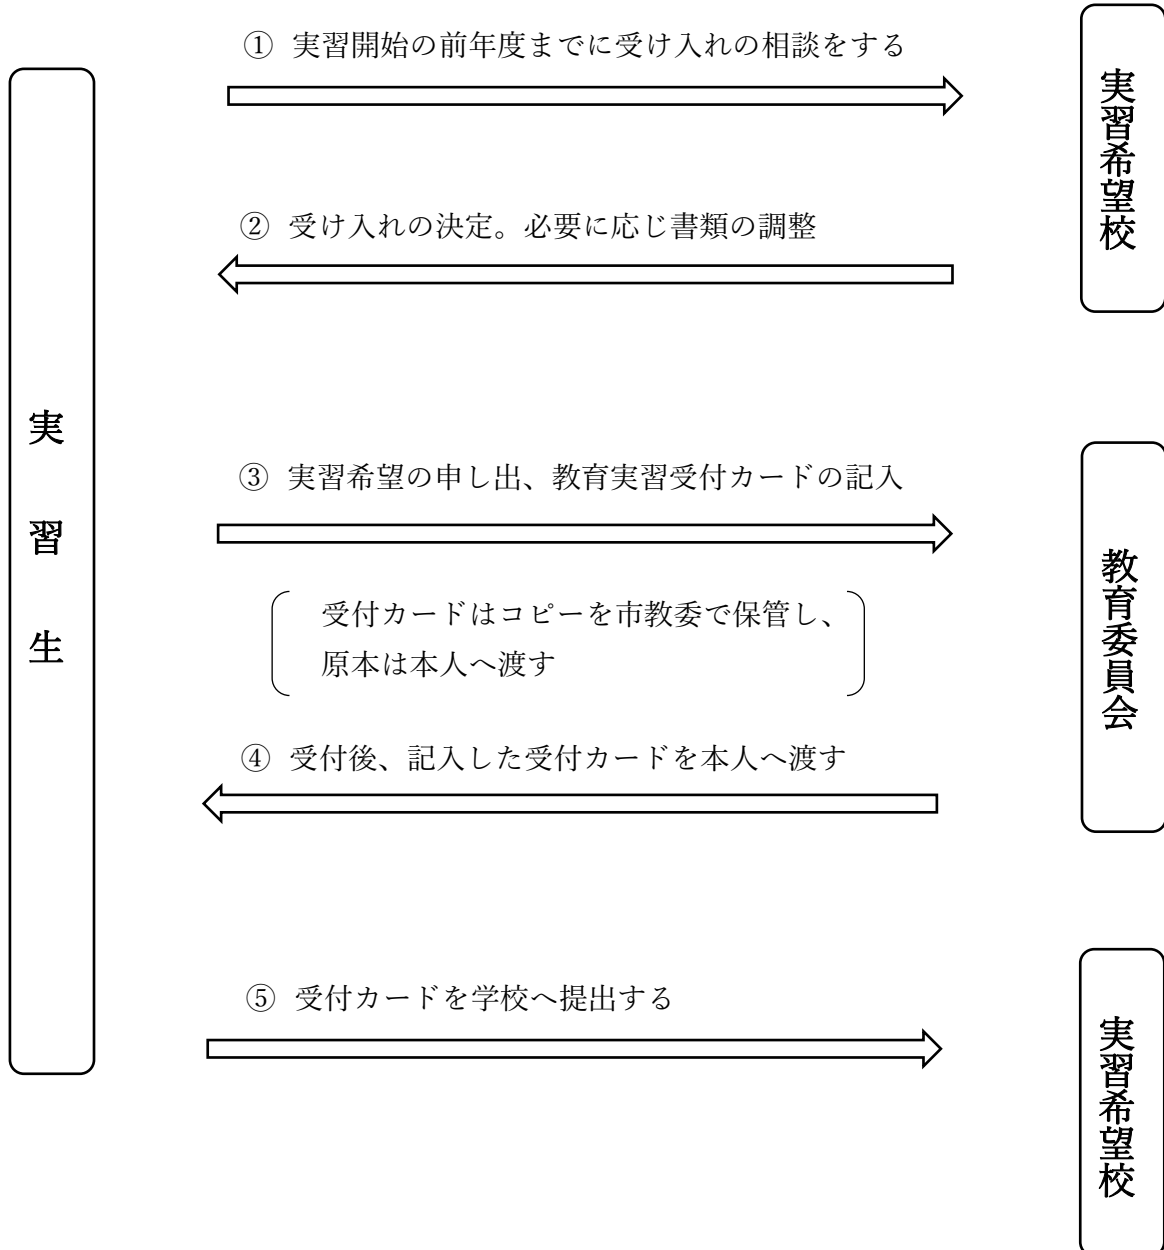 ① 実習開始の前年度までに受け入れの相談をする
実習希望校
② 受け入れの決定。必要に応じ書類の調整
実習生
③ 実習希望の申し出、教育実習受付カードの記入
教育委員会
受付カードはコピーを市教委で保管し、
原本は本人へ渡す
④ 受付後、記入した受付カードを本人へ渡す
⑤ 受付カードを学校へ提出する
実習希望校